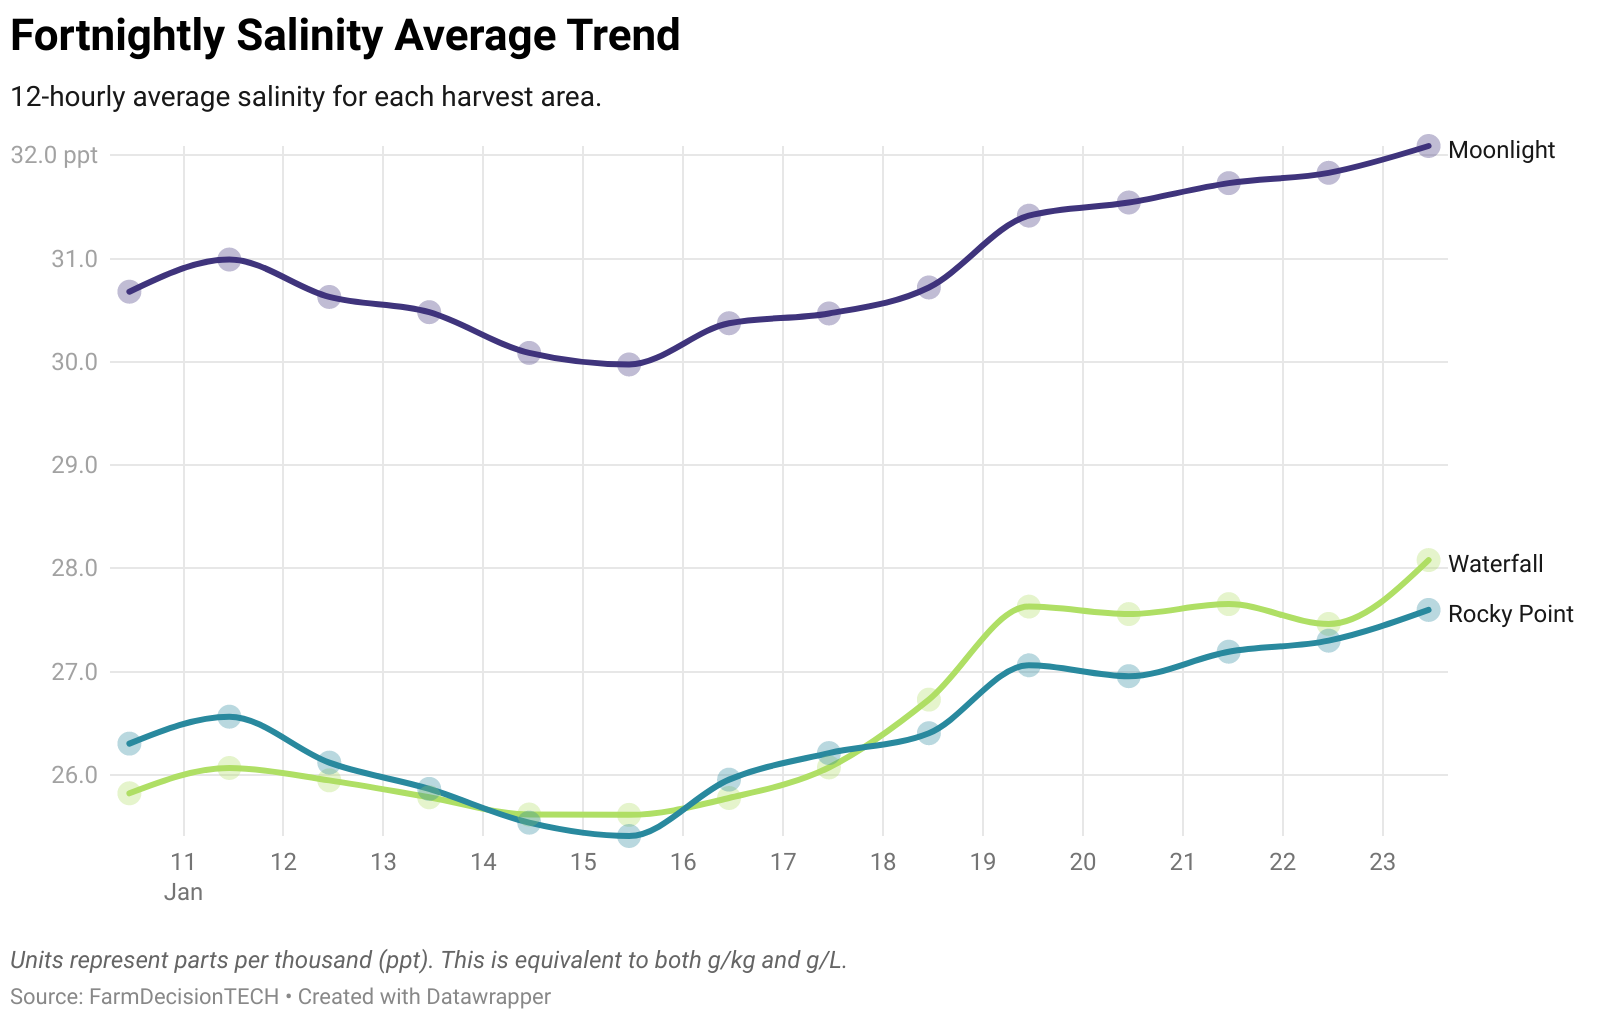 Fortnightly Salinity Average Trend
12-hourly average salinity for each harvest area.
32.0 ppt
31.0
30.0
29.0
28.0
27.0
26.0
Moonlight
Waterfall
Rocky Point
11 12 13 14 15 16 17 18 19 20 21 22 23
Jan
Units represent parts per thousand (ppt). This is equivalent to both g/kg and g/L.
Source: FarmDecisionTECH • Created with Datawrapper